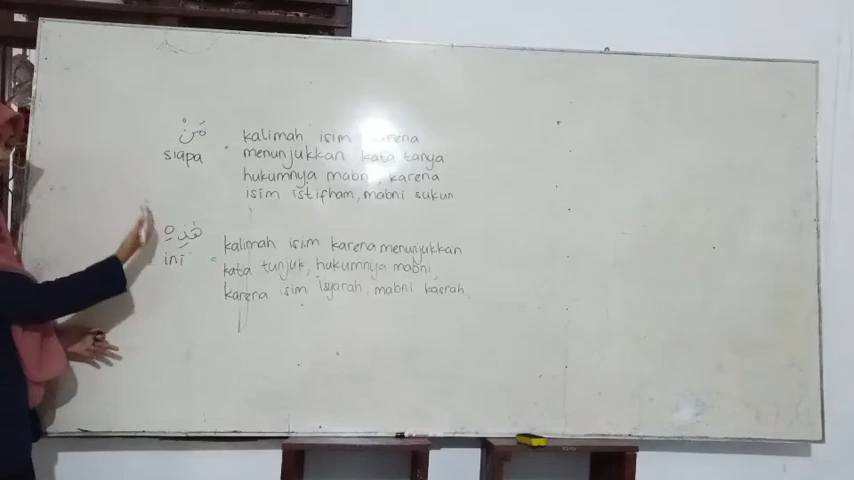 مَنْ
siapa
kalimah isim karena
menunjukkan kata tanya
hukumnya mabni, karena
isim istifham, mabni sukun
هٰذِهِ
ini
kalimah isim karena menunjukkan
kata tunjuk, hukumnya mabni,
karena isim isyarah, mabni kasrah